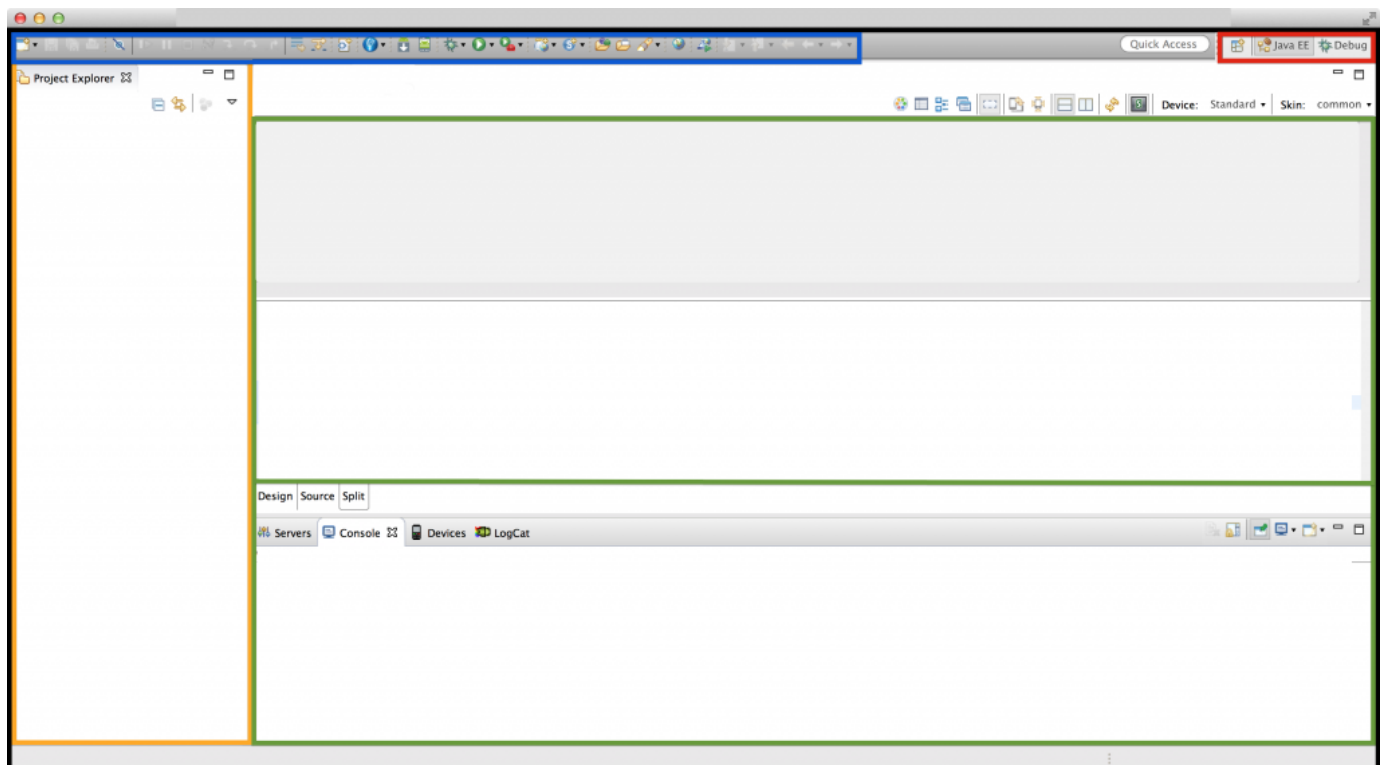 Quick Access Java EE Debug
Project Explorer
Device: Standard Skin: common
Design Source Split
Servers Console Devices LogCat